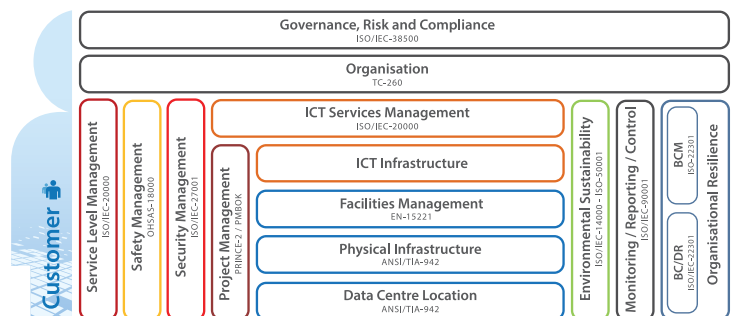 Governance, Risk and Compliance
ISO/IEC-38500
Organisation
TC-260
Customer
Service Level Management
ISO/IEC-20000
Safety Management
OHSAS-18000
Security Management
ISO/IEC-27001
ICT Services Management
ISO/IEC-20000
Project Management
PRINCE-2 / PMBOK
ICT Infrastructure
Facilities Management
EN-15221
Physical Infrastructure
ANSI/TIA-942
Data Centre Location
ANSI/TIA-942
Environmental Sustainability
ISO/IEC-14000 - ISO-50001
Monitoring / Reporting / Control
ISO/IEC-90001
BCM
ISO-22301
BC/DR
ISO/IEC-22301
Organisational Resilience